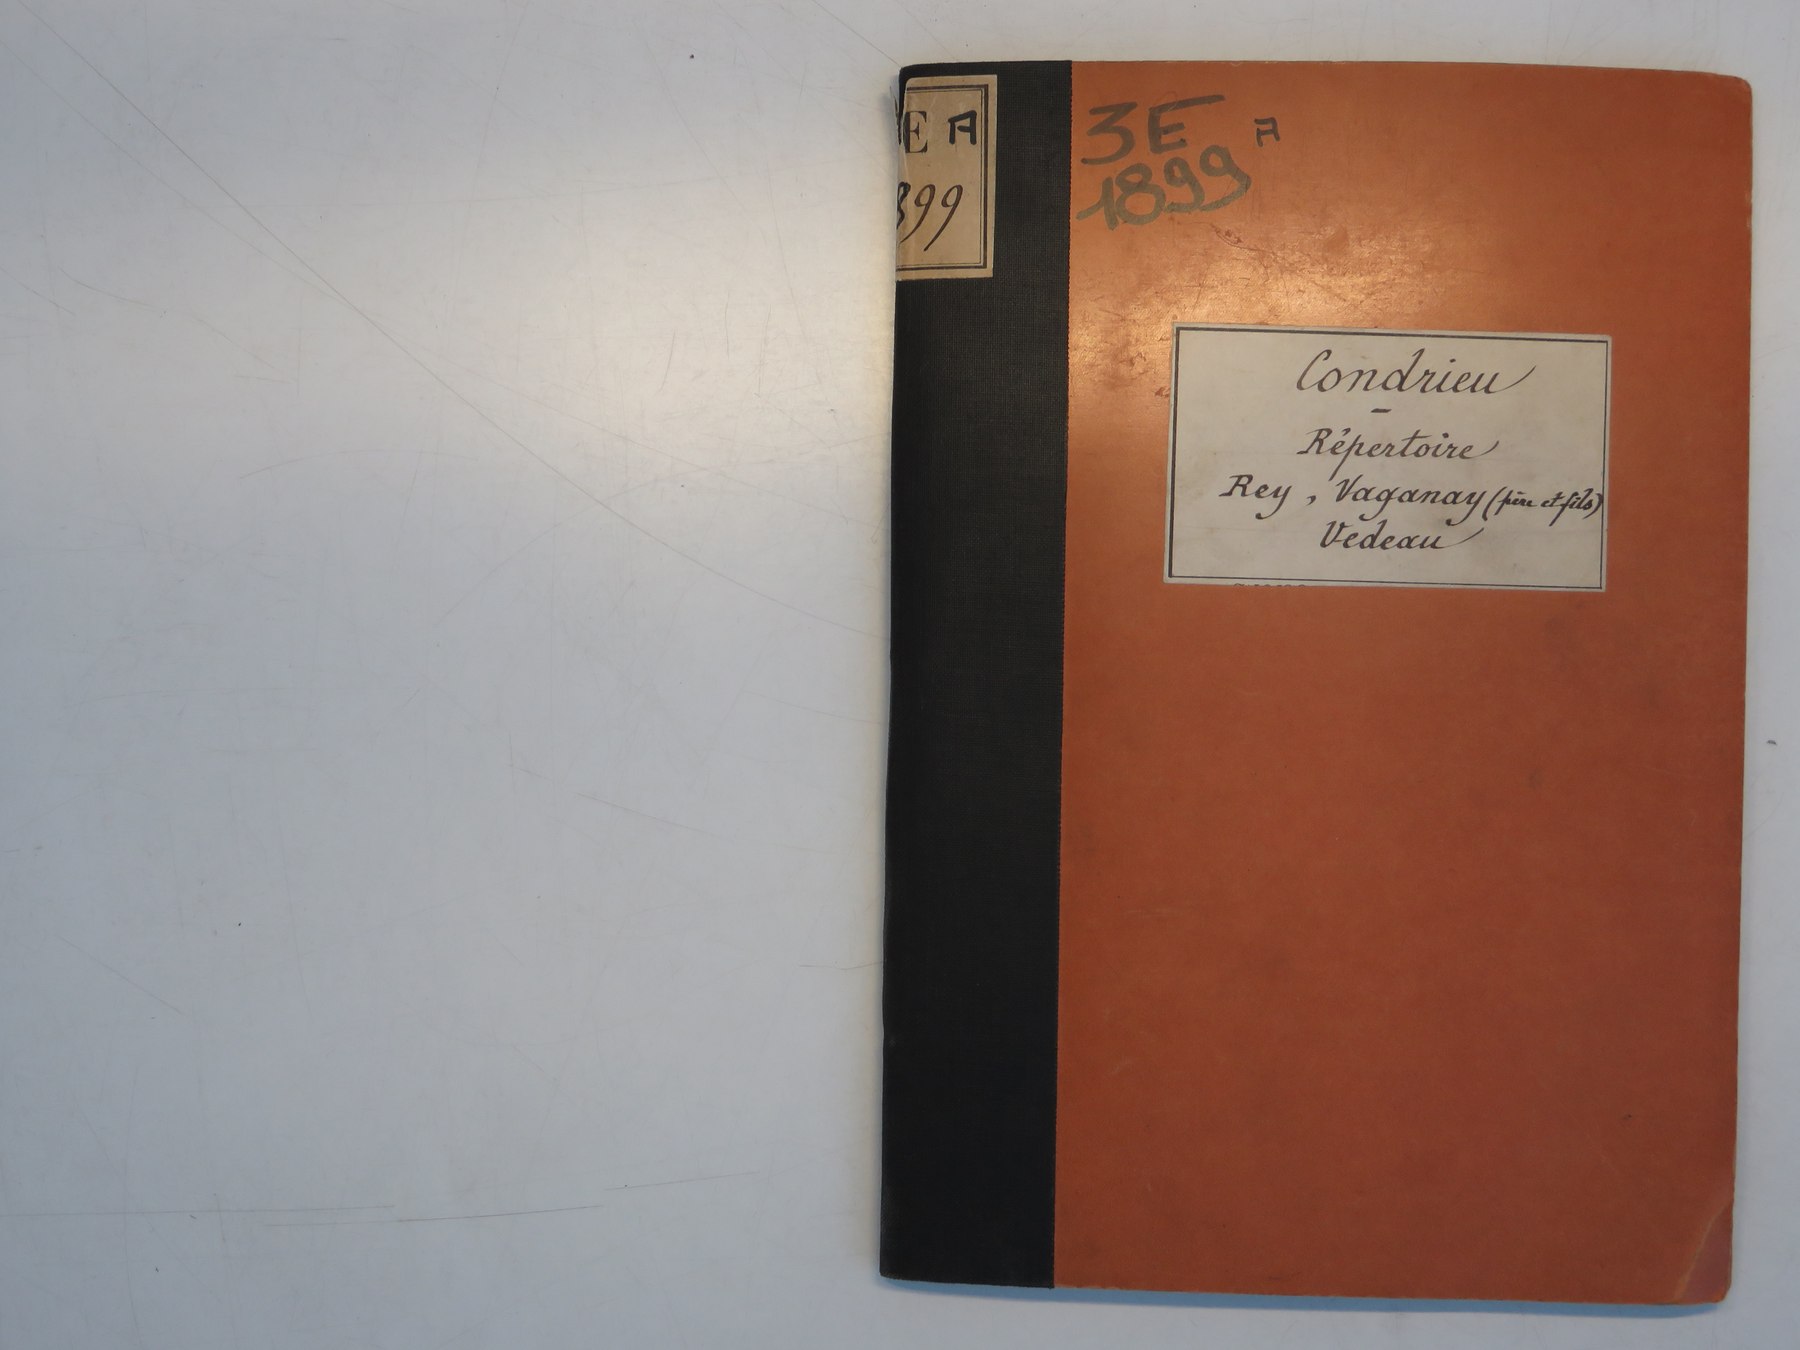 E A
899
3E A
1899
Condrieu
-
Répertoire
Rey, Vaganay (père et fils)
Vedeau